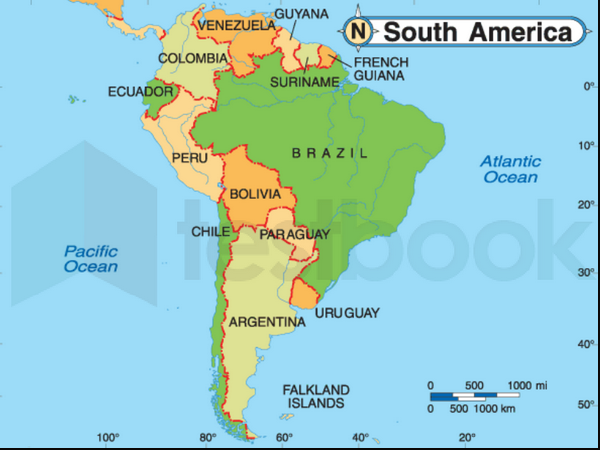 GUYANA
VENEZUELA
N South America
COLOMBIA
FRENCH
GUIANA
SURINAME
ECUADOR
0°
10°
PERU
BRAZIL
Atlantic
Ocean
BOLIVIA
20°
CHILE
PARAGUAY
testbook
Pacific
Ocean
30°
URUGUAY
ARGENTINA
40°
FALKLAND
ISLANDS
0 500 1000 mi
0 500 1000 km
50°
100° 80° 60° 40° 20°